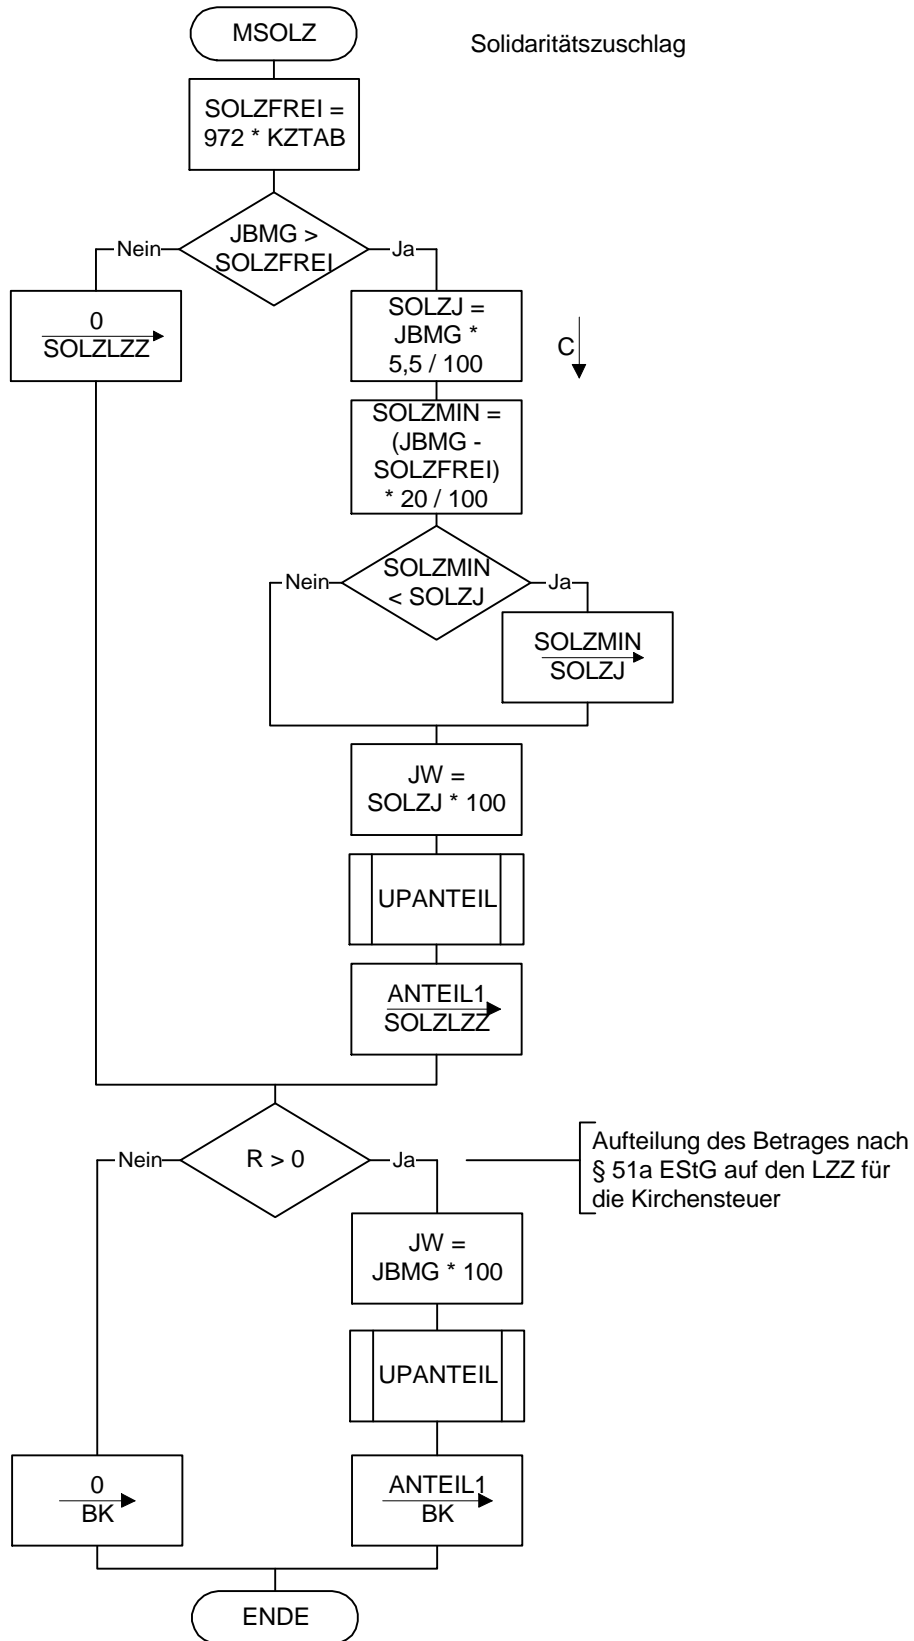 MSOLZ
Solidaritätszuschlag
SOLZFREI =
972 * KZTAB
JBMG >
SOLZFREI
Nein
Ja
0
SOLZLZZ
SOLZJ =
JBMG *
5,5 / 100
C
SOLZMIN =
(JBMG -
SOLZFREI)
* 20 / 100
SOLZMIN
< SOLZJ
Nein
Ja
SOLZMIN
SOLZJ
JW =
SOLZJ * 100
UPANTEIL
ANTEIL1
SOLZLZZ
R > 0
Nein
Ja
Aufteilung des Betrages nach
§ 51a EStG auf den LZZ für
die Kirchensteuer
JW =
JBMG * 100
UPANTEIL
0
BK
ANTEIL1
BK
ENDE